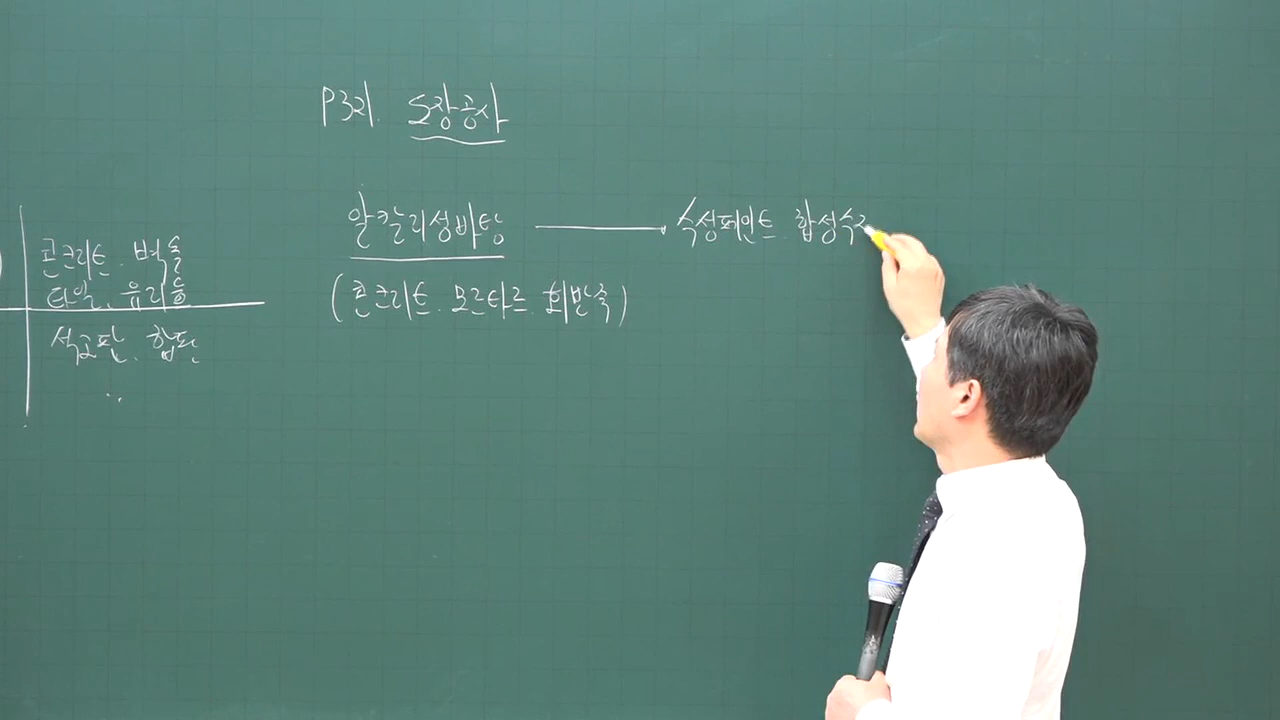 P321. 도장공사
알칼리성바탕 → 수성페인트. 합성수
(콘크리트. 모르타르. 회반죽)
콘크리트. 벽돌
타일. 유리등
석고판. 합판
..